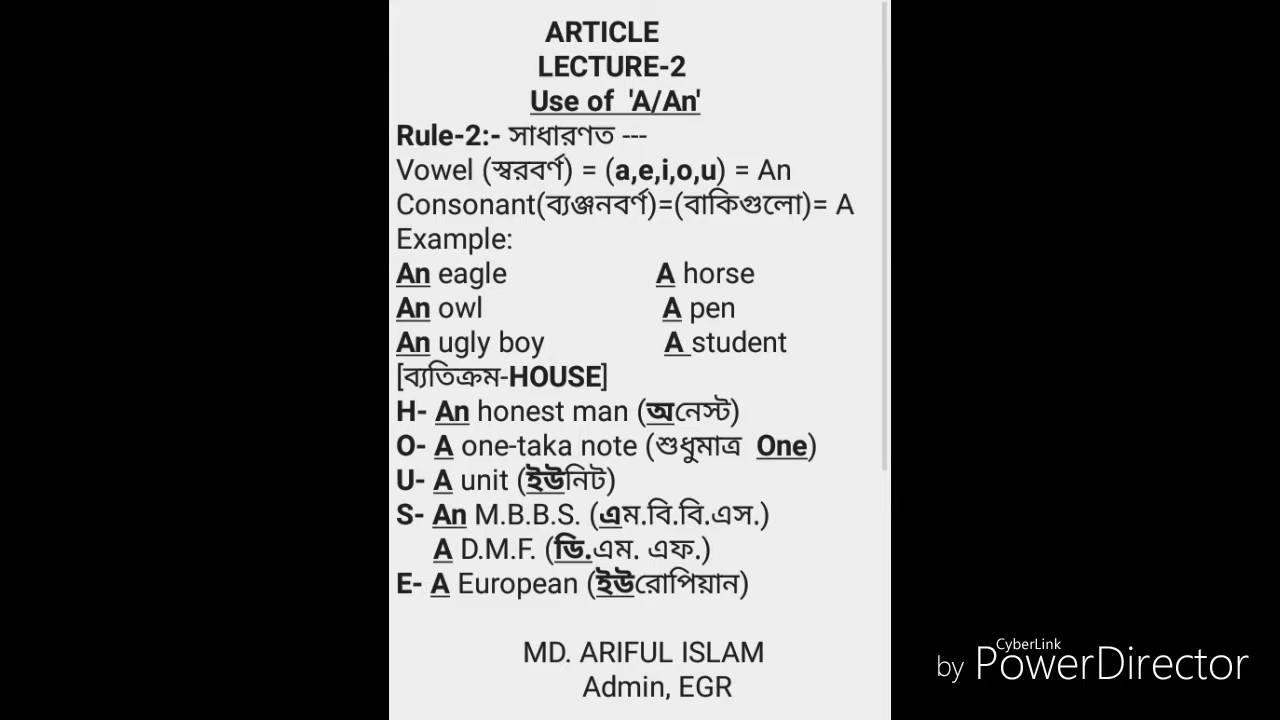 ARTICLE
LECTURE-2
Use of 'A/An'
Rule-2:- সাধারণত ---
Vowel (স্বরবর্ণ) = (a,e,i,o,u) = An
Consonant(ব্যঞ্জনবর্ণ)=(বাকিগুলো)= A
Example:
An eagle A horse
An owl A pen
An ugly boy A student
[ব্যতিক্রম-HOUSE]
H- An honest man (অনেস্ট)
O- A one-taka note (শুধুমাত্র One)
U- A unit (ইউনিট)
S- An M.B.B.S. (এম.বি.বি.এস.)
A D.M.F. (ডি.এম. এফ.)
E- A European (ইউরোপিয়ান)
MD. ARIFUL ISLAM
Admin, EGR
by CyberLink PowerDirector